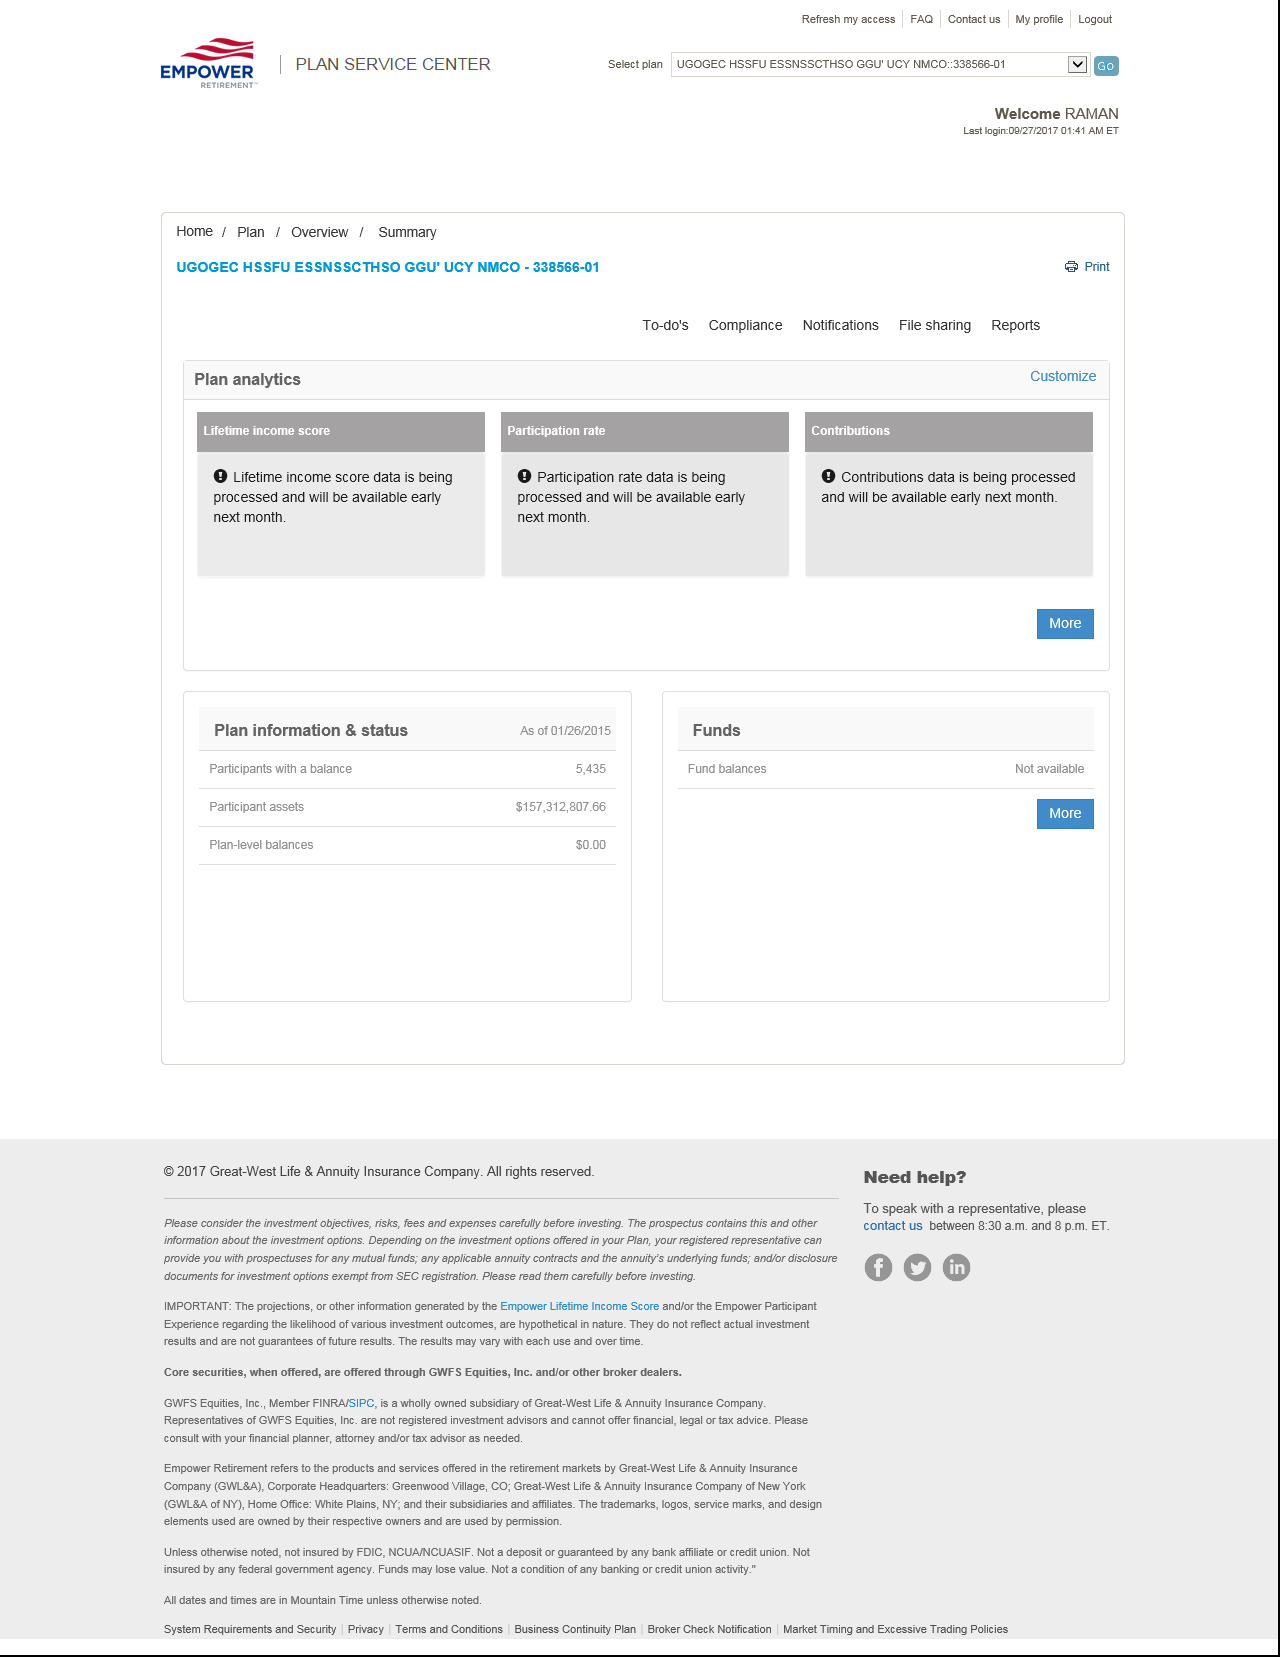 Refresh my access FAQ Contact us My profile Logout
EMPOWER
RETIREMENT™
PLAN SERVICE CENTER
Select plan UGOGEC HSSFU ESSNSSCTHSO GGU' UCY NMCO::338566-01 GO
Welcome RAMAN
Last login:09/27/2017 01:41 AM ET
Home / Plan / Overview / Summary
UGOGEC HSSFU ESSNSSCTHSO GGU' UCY NMCO - 338566-01 Print
To-do's Compliance Notifications File sharing Reports
Plan analytics Customize
Lifetime income score
Lifetime income score data is being
processed and will be available early
next month.
Participation rate
Participation rate data is being
processed and will be available early
next month.
Contributions
Contributions data is being processed
and will be available early next month.
More
Plan information & status As of 01/26/2015
Participants with a balance 5,435
Participant assets $157,312,807.66
Plan-level balances $0.00
Funds
Fund balances Not available
More
© 2017 Great-West Life & Annuity Insurance Company. All rights reserved.
Please consider the investment objectives, risks, fees and expenses carefully before investing. The prospectus contains this and other
information about the investment options. Depending on the investment options offered in your Plan, your registered representative can
provide you with prospectuses for any mutual funds; any applicable annuity contracts and the annuity's underlying funds; and/or disclosure
documents for investment options exempt from SEC registration. Please read them carefully before investing.
IMPORTANT: The projections, or other information generated by the Empower Lifetime Income Score and/or the Empower Participant
Experience regarding the likelihood of various investment outcomes, are hypothetical in nature. They do not reflect actual investment
results and are not guarantees of future results. The results may vary with each use and over time.
Core securities, when offered, are offered through GWFS Equities, Inc. and/or other broker dealers.
GWFS Equities, Inc., Member FINRA/SIPC, is a wholly owned subsidiary of Great-West Life & Annuity Insurance Company.
Representatives of GWFS Equities, Inc. are not registered investment advisors and cannot offer financial, legal or tax advice. Please
consult with your financial planner, attorney and/or tax advisor as needed.
Empower Retirement refers to the products and services offered in the retirement markets by Great-West Life & Annuity Insurance
Company (GWL&A), Corporate Headquarters: Greenwood Village, CO; Great-West Life & Annuity Insurance Company of New York
(GWL&A of NY), Home Office: White Plains, NY; and their subsidiaries and affiliates. The trademarks, logos, service marks, and design
elements used are owned by their respective owners and are used by permission.
Unless otherwise noted, not insured by FDIC, NCUA/NCUASIF. Not a deposit or guaranteed by any bank affiliate or credit union. Not
insured by any federal government agency. Funds may lose value. Not a condition of any banking or credit union activity."
All dates and times are in Mountain Time unless otherwise noted.
Need help?
To speak with a representative, please
contact us between 8:30 a.m. and 8 p.m. ET.
System Requirements and Security Privacy Terms and Conditions Business Continuity Plan Broker Check Notification Market Timing and Excessive Trading Policies